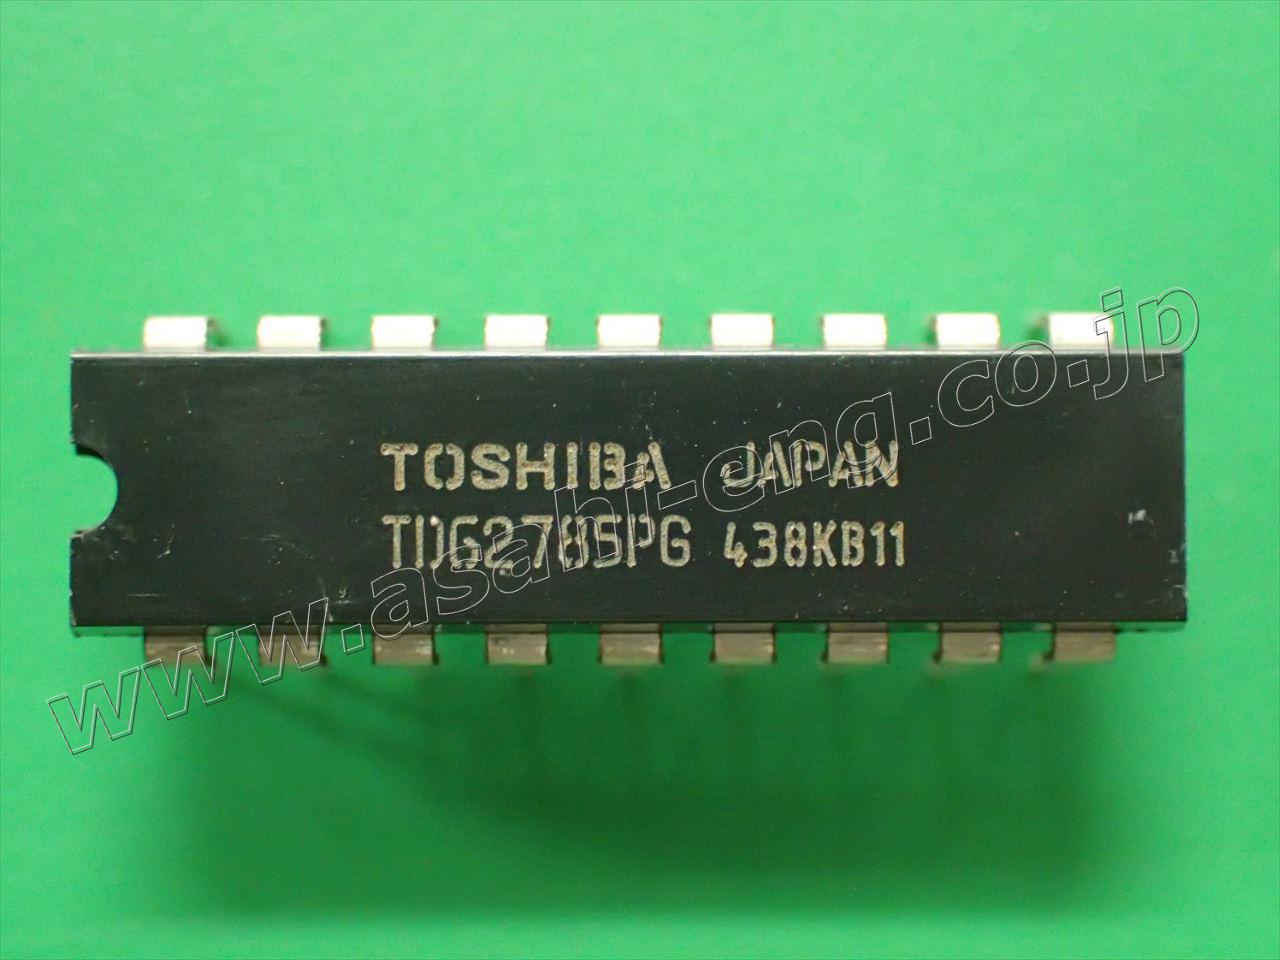 TOSHIBA JAPAN
TD62785PG 438KB11
www.asahi-eng.co.jp